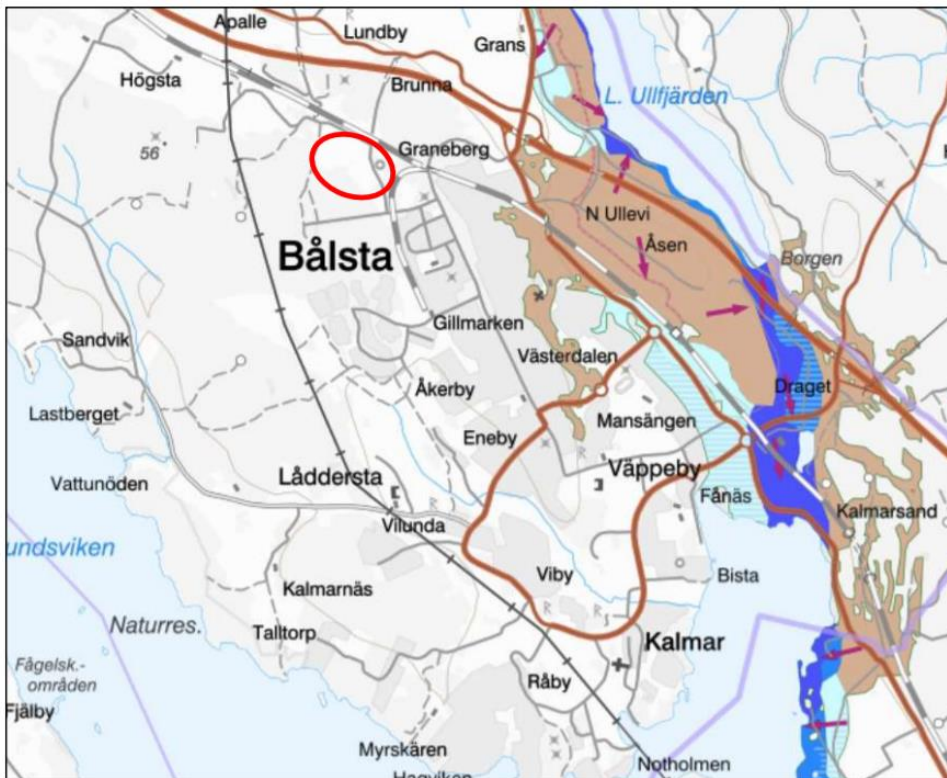 Apalle
Lundby
Grans
Högsta
Brunna
L. Ullfjärden
56
Graneberg
N Ullevi
Åsen
Bålsta
Borgen
Gillmarken
Sandvik
Västerdalen
Åkerby
Draget
Lastberget
Mansängen
Eneby
Låddersta
Väppeby
Vattunöden
Fånäs
Kalmarsand
Vilunda
undsviken
Viby
Bista
Kalmarnäs
Naturres.
Talltorp
Kalmar
Fågelsk.-
områden
Råby
Fjälby
Myrskären
Notholmen